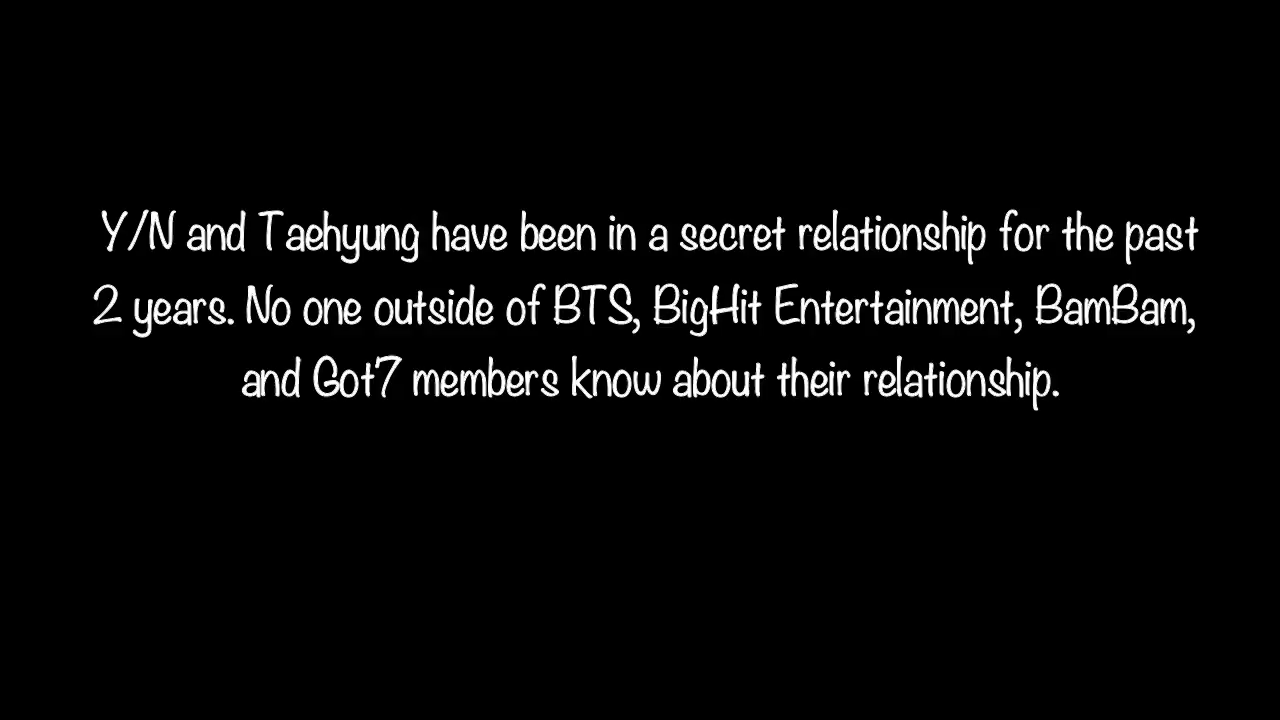 Y/N and Taehyung have been in a secret relationship for the past
2 years. No one outside of BTS, BigHit Entertainment, BamBam,
and Got7 members know about their relationship.